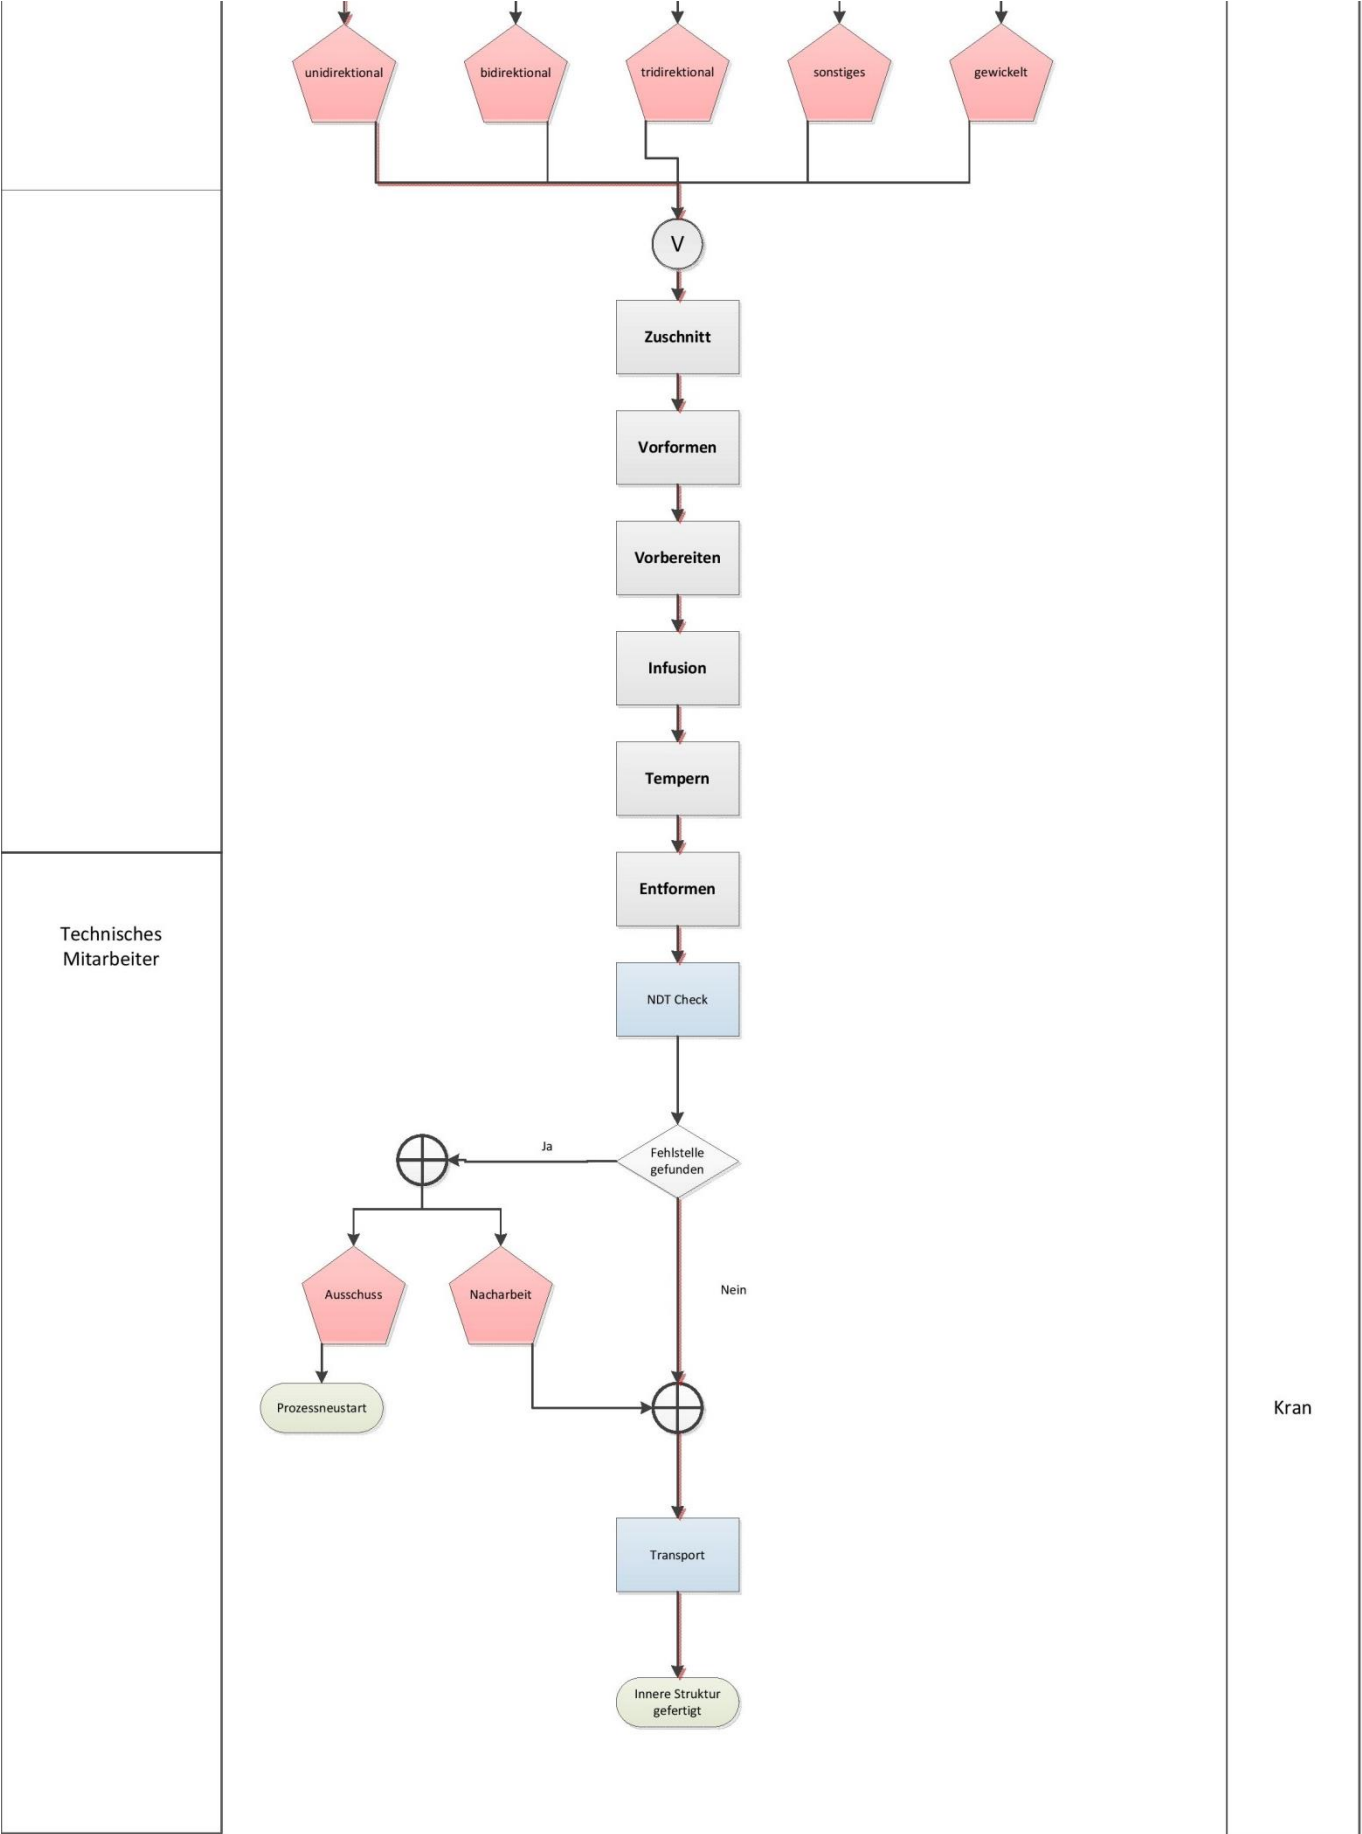 unidirektional
bidirektional
tridirektional
sonstiges
gewickelt
V
Zuschnitt
Vorformen
Vorbereiten
Infusion
Tempern
Entformen
Technisches
Mitarbeiter
NDT Check
Ja
Fehlstelle
gefunden
Ausschuss
Nacharbeit
Nein
Prozessneustart
Kran
Transport
Innere Struktur
gefertigt